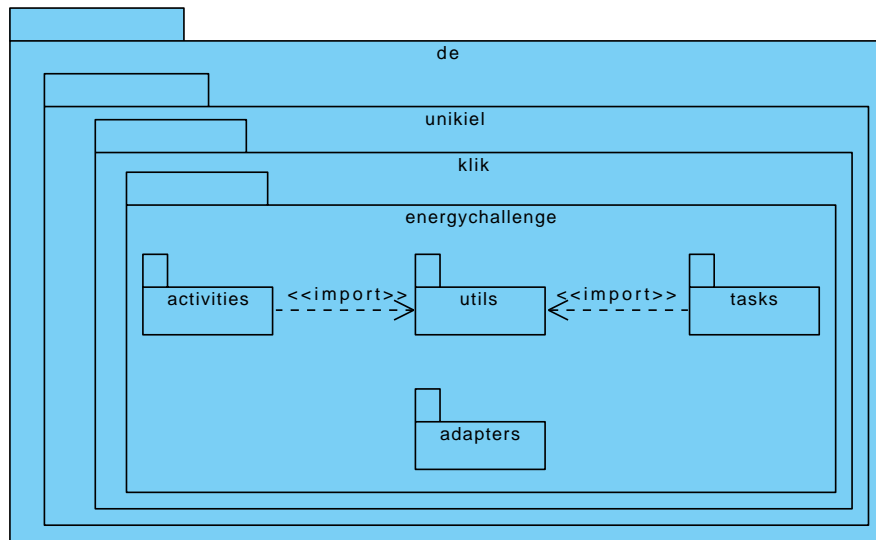 de
unikiel
klik
energychallenge
<<import>> <<import>>
activities utils tasks
adapters